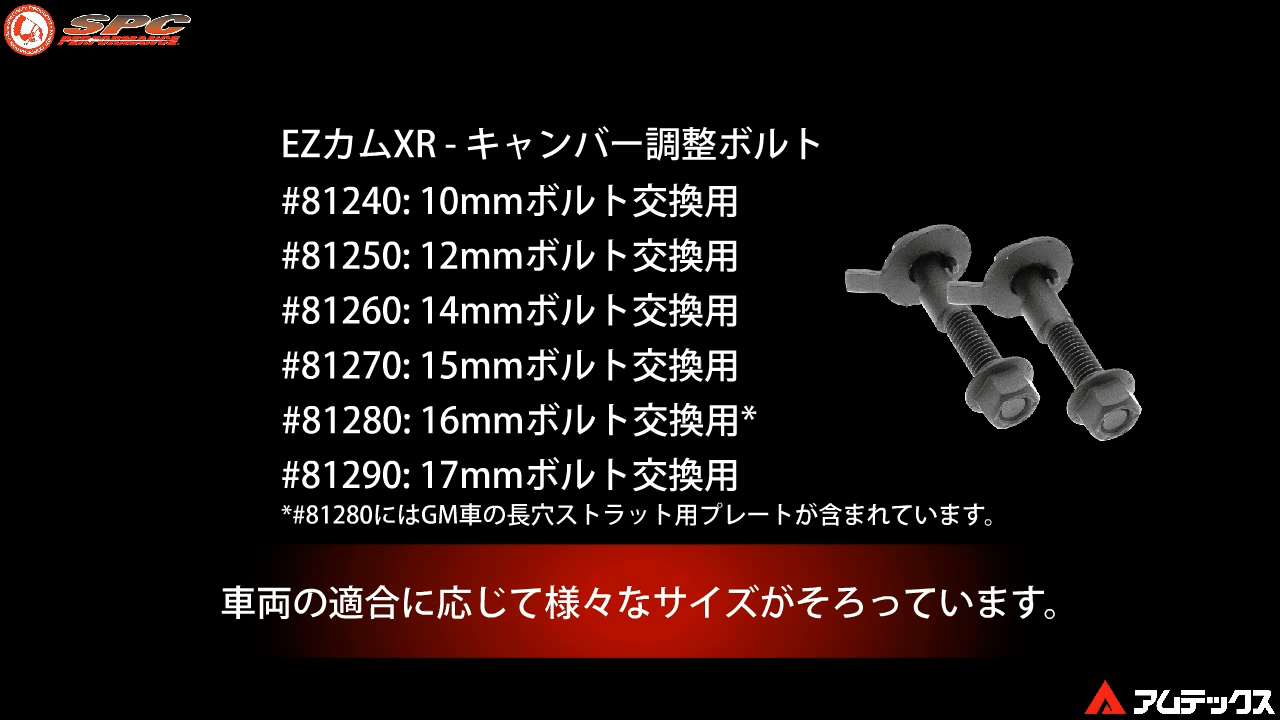 SPC
PERFORMANCE
EZカムXR - キャンバー調整ボルト
#81240: 10mmボルト交換用
#81250: 12mmボルト交換用
#81260: 14mmボルト交換用
#81270: 15mmボルト交換用
#81280: 16mmボルト交換用*
#81290: 17mmボルト交換用
*#81280にはGM車の長穴ストラット用プレートが含まれています。
車両の適合に応じて様々なサイズがそろっています。
アムテックス